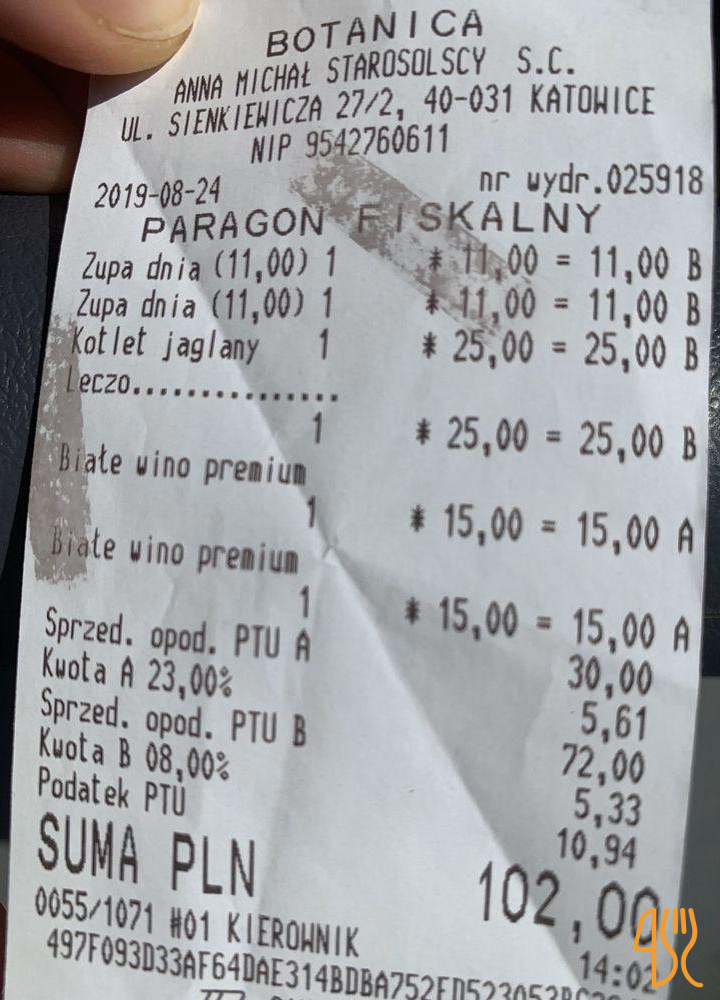 BOTANICA
ANNA MICHAŁ STAROSOLSCY S.C.
UL. SIENKIEWICZA 27/2, 40-031 KATOWICE
NIP 9542760611
2019-08-24 nr wydr.025918
PARAGON FISKALNY
Zupa dnia (11,00) 1 * 11,00 = 11,00 B
Zupa dnia (11,00) 1 * 11,00 = 11,00 B
Kotlet jaglany 1 * 25,00 = 25,00 B
Leczo...............
1 * 25,00 = 25,00 B
Białe wino premium
1 * 15,00 = 15,00 A
Białe wino premium
1 * 15,00 = 15,00 A
Sprzed. opod. PTU A 30,00
Kwota A 23,00% 5,61
Sprzed. opod. PTU B 72,00
Kwota B 08,00% 5,33
Podatek PTU 10,94
SUMA PLN 102,00
0055/1071 #01 KIEROWNIK 14:02